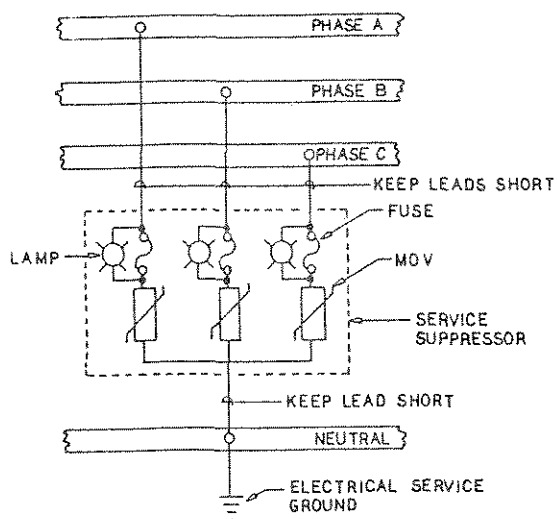 PHASE A
PHASE B
PHASE C
KEEP LEADS SHORT
FUSE
LAMP
MOV
SERVICE
SUPPRESSOR
KEEP LEAD SHORT
NEUTRAL
ELECTRICAL SERVICE
GROUND